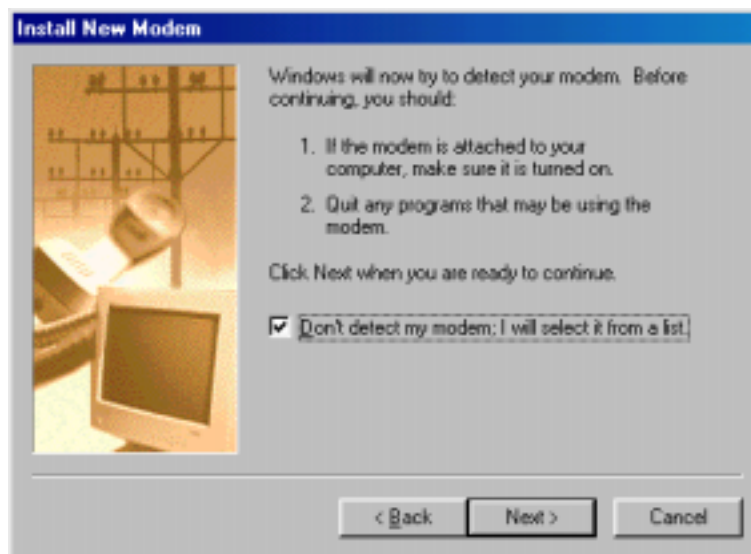 Install New Modem
Windows will now try to detect your modem. Before
continuing, you should:
1. If the modem is attached to your
computer, make sure it is turned on.
2. Quit any programs that may be using the
modem.
Click Next when you are ready to continue.
Don't detect my modem; I will select it from a list.
< Back
Next >
Cancel